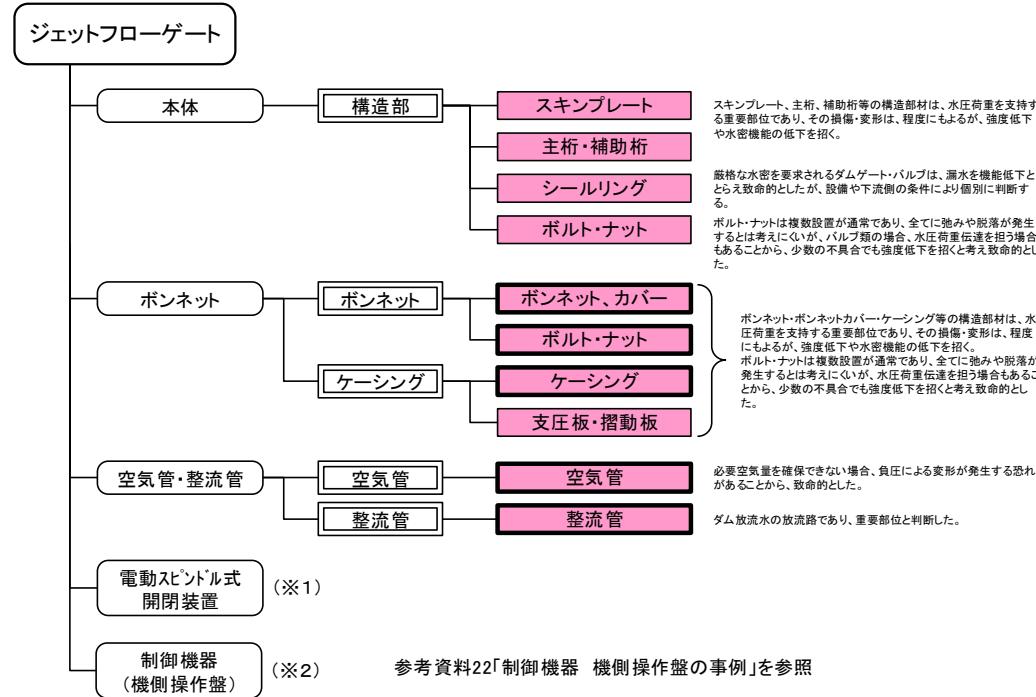 ジェットフローゲート
本体
構造部
スキンプレート
スキンプレート、主桁、補助桁等の構造部材は、水圧荷重を支持す
る重要部位であり、その損傷・変形は、程度にもよるが、強度低下
や水密機能の低下を招く。
主桁・補助桁
シールリング
厳格な水密を要求されるダムゲート・バルブは、漏水を機能低下と
とらえ致命的としたが、設備や下流側の条件により個別に判断す
る。
ボルト・ナット
ボルト・ナットは複数設置が通常であり、全てに弛みや脱落が発生
するとは考えにくいが、バルブ類の場合、水圧荷重伝達を担う場合
もあることから、少数の不具合でも強度低下を招くと考え致命的とし
た。
ボンネット
ボンネット
ボンネット、カバー
ボルト・ナット
ケーシング
ケーシング
支圧板・摺動板
ボンネット・ボンネットカバー・ケーシング等の構造部材は、水
圧荷重を支持する重要部位であり、その損傷・変形は、程度
にもよるが、強度低下や水密機能の低下を招く。
ボルト・ナットは複数設置が通常であり、全てに弛みや脱落が
発生するとは考えにくいが、水圧荷重伝達を担う場合もあるこ
とから、少数の不具合でも強度低下を招くと考え致命的とし
た。
空気管・整流管
空気管
空気管
必要空気量を確保できない場合、負圧による変形が発生する恐れ
があることから、致命的とした。
整流管
整流管
ダム放流水の放流路であり、重要部位と判断した。
電動スピンドル式
開閉装置
(※1)
制御機器
(機側操作盤)
(※2)
参考資料22「制御機器 機側操作盤の事例」を参照